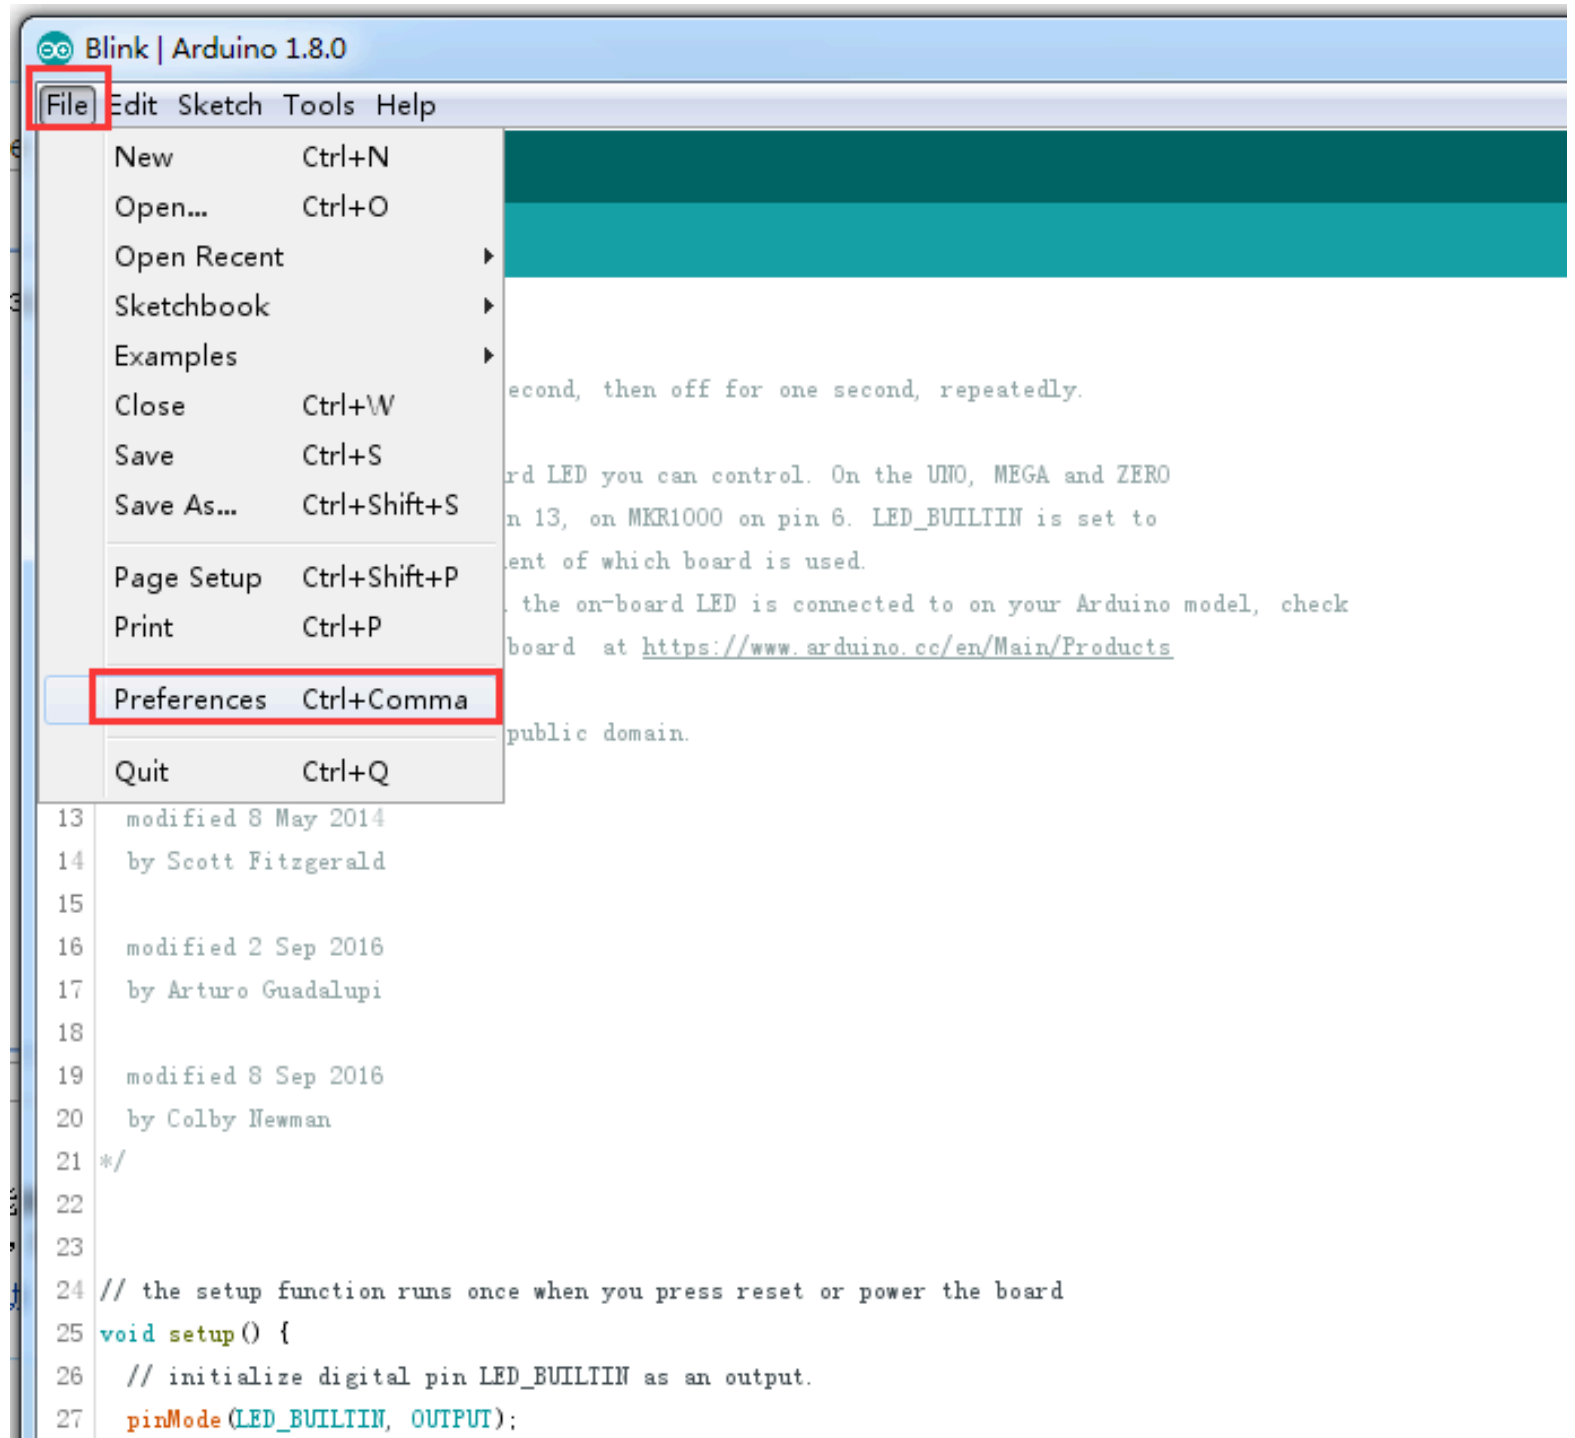 Blink | Arduino 1.8.0
File Edit Sketch Tools Help
New Ctrl+N
Open... Ctrl+O
Open Recent
Sketchbook
Examples
Close Ctrl+W
Save Ctrl+S
Save As... Ctrl+Shift+S
Page Setup Ctrl+Shift+P
Print Ctrl+P
Preferences Ctrl+Comma
Quit Ctrl+Q
econd, then off for one second, repeatedly.
rd LED you can control. On the UNO, MEGA and ZERO
n 13, on MKR1000 on pin 6. LED_BUILTIN is set to
ent of which board is used.
the on-board LED is connected to on your Arduino model, check
board at https://www.arduino.cc/en/Main/Products
public domain.
13 modified 8 May 2014
14 by Scott Fitzgerald
15
16 modified 2 Sep 2016
17 by Arturo Guadalupi
18
19 modified 8 Sep 2016
20 by Colby Newman
21 */
22
23
24 // the setup function runs once when you press reset or power the board
25 void setup() {
26 // initialize digital pin LED_BUILTIN as an output.
27 pinMode(LED_BUILTIN, OUTPUT);